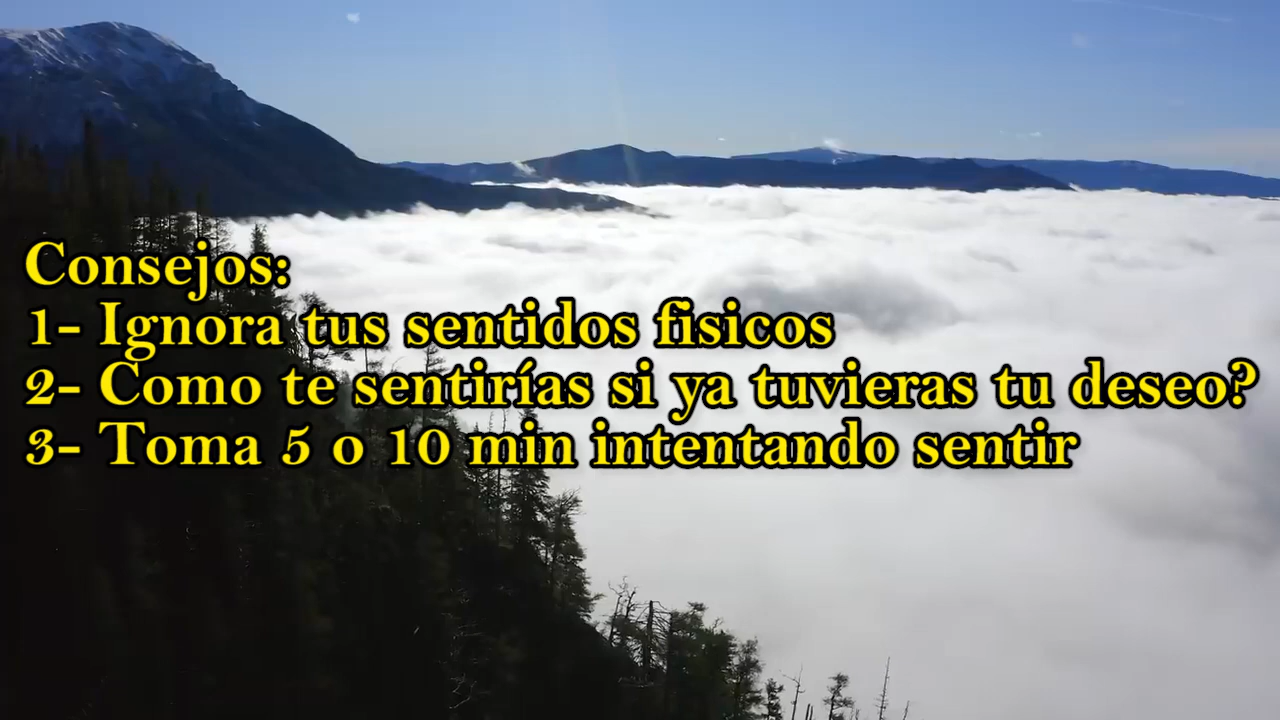 Consejos:
1- Ignora tus sentidos fisicos
2- Como te sentirías si ya tuvieras tu deseo?
3- Toma 5 o 10 min intentando sentir